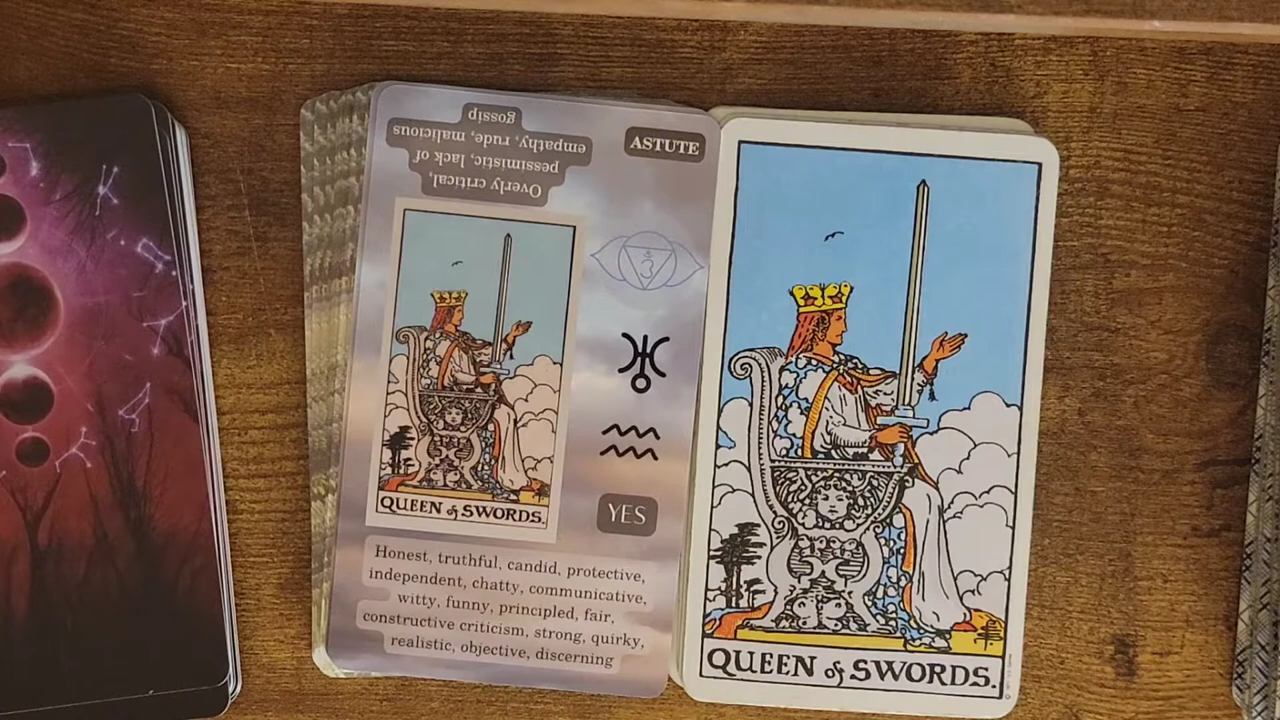 Overly critical,
pessimistic, lack of
empathy, rude, malicious
gossip
ASTUTE
QUEEN of SWORDS.
YES
Honest, truthful, candid, protective,
independent, chatty, communicative,
witty, funny, principled, fair,
constructive criticism, strong, quirky,
realistic, objective, discerning
QUEEN of SWORDS.